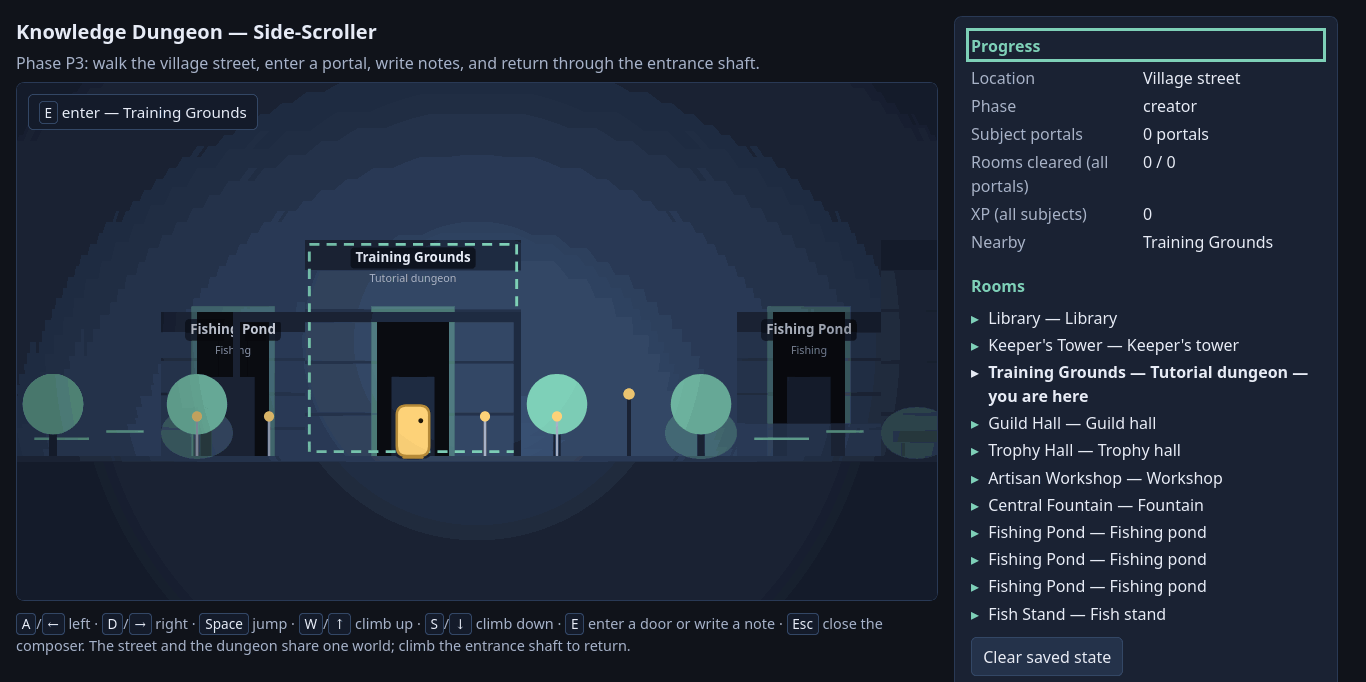 Knowledge Dungeon — Side-Scroller
Phase P3: walk the village street, enter a portal, write notes, and return through the entrance shaft.
E enter — Training Grounds
Training Grounds
Tutorial dungeon
Fishing Pond
Fishing
Fishing Pond
Fishing
A/← left · D/→ right · Space jump · W/↑ climb up · S/↓ climb down · E enter a door or write a note · Esc close the
composer. The street and the dungeon share one world; climb the entrance shaft to return.
Progress
Location Village street
Phase creator
Subject portals 0 portals
Rooms cleared (all 0 / 0
portals)
XP (all subjects) 0
Nearby Training Grounds
Rooms
▸ Library — Library
▸ Keeper's Tower — Keeper's tower
▸ Training Grounds — Tutorial dungeon —
you are here
▸ Guild Hall — Guild hall
▸ Trophy Hall — Trophy hall
▸ Artisan Workshop — Workshop
▸ Central Fountain — Fountain
▸ Fishing Pond — Fishing pond
▸ Fishing Pond — Fishing pond
▸ Fishing Pond — Fishing pond
▸ Fish Stand — Fish stand
Clear saved state